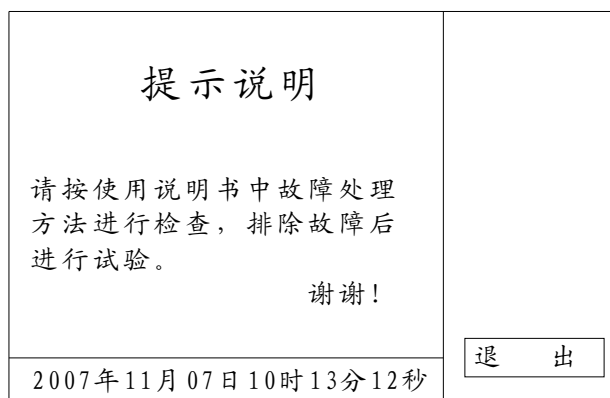 提示说明
请按使用说明书中故障处理
方法进行检查，排除故障后
进行试验。
谢谢！
退 出
2007年11月07日10时13分12秒